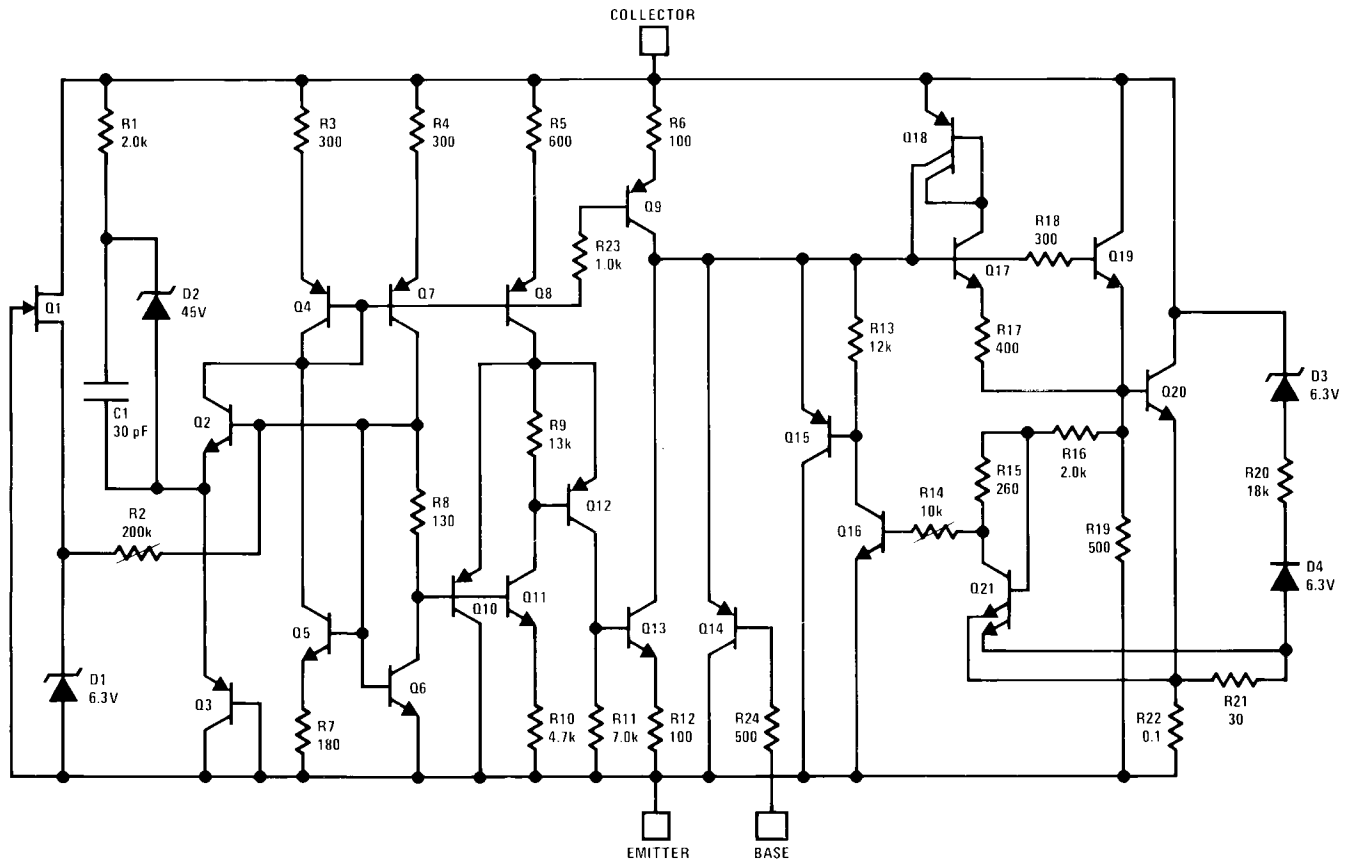 COLLECTOR
R1
2.0k
R3
300
R4
300
R5
600
R6
100
Q18
Q9
R23
1.0k
R18
300
Q19
Q17
Q1
D2
45V
Q4
Q7
Q8
R13
12k
R17
400
D3
6.3V
Q20
C1
30 pF
Q2
R9
13k
Q12
Q15
R15
260
R16
2.0k
R20
18k
R2
200k
R8
130
R14
10k
Q16
R19
500
D4
6.3V
Q10
Q11
Q21
Q5
Q13
Q14
D1
6.3V
Q3
Q6
R7
180
R10
4.7k
R11
7.0k
R12
100
R24
500
R22
0.1
R21
30
EMITTER
BASE